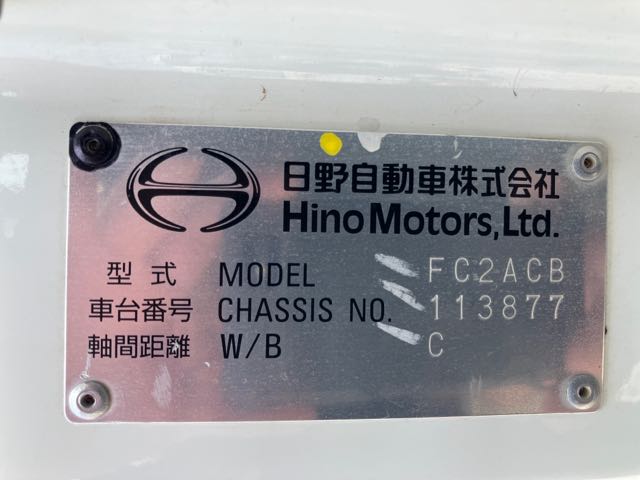 日野自動車株式会社
Hino Motors, Ltd.
型式 MODEL FC2ACB
車台番号 CHASSIS NO. 113877
軸間距離 W/B C